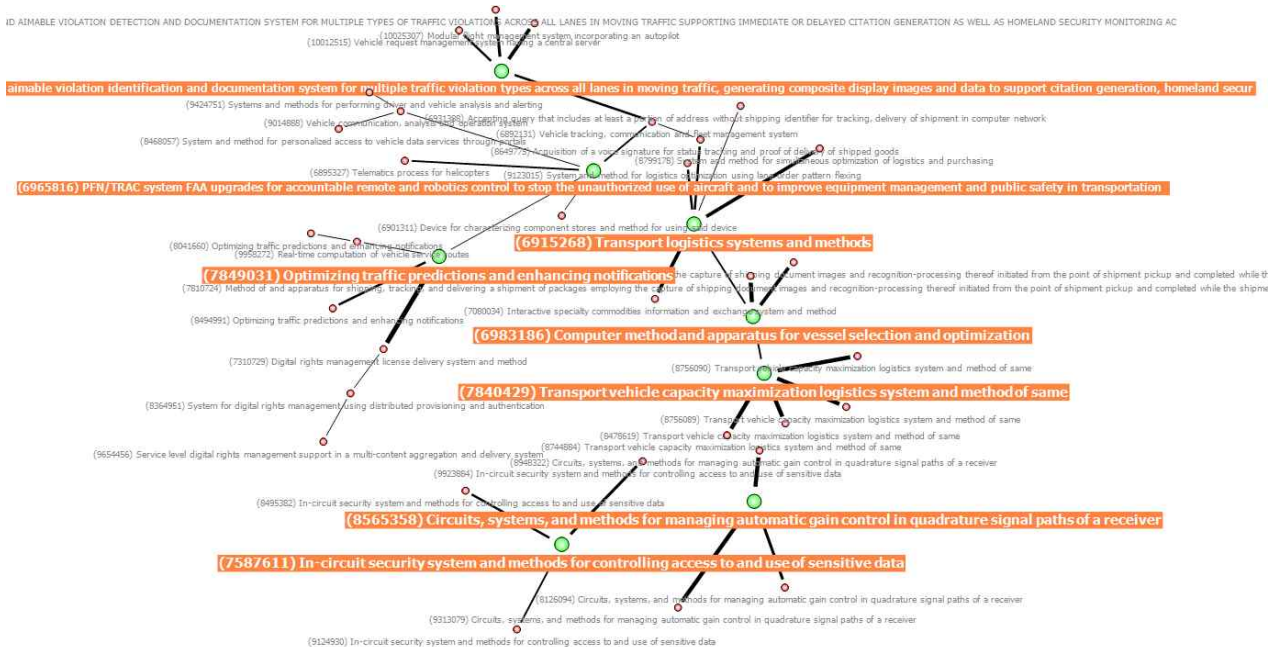 ND AIMABLE VIOLATION DETECTION AND DOCUMENTATION SYSTEM FOR MULTIPLE TYPES OF TRAFFIC VIOLATIONS ACROSS ALL LANES IN MOVING TRAFFIC SUPPORTING IMMEDIATE OR DELAYED CITATION GENERATION AS WELL AS HOMELAND SECURITY MONITORING AC
(10025307) Modular flight management system incorporating an autopilot
(10012515) Vehicle request management system having a central server
aimable violation identification and documentation system for multiple traffic violation types across all lanes in moving traffic, generating composite display images and data to support citation generation, homeland secur
(9424751) Systems and methods for performing driver and vehicle analysis and alerting
(6931388) Accepting query that includes at least a portion of address without shipping identifier for tracking, delivery of shipment in computer network
(9014888) Vehicle communication, analysis and operation system
(6892131) Vehicle tracking, communication and fleet management system
(8468057) System and method for personalized access to vehicle data services through portals
(8649775) Acquisition of a voice signature for status tracking and proof of delivery of shipped goods
(8799178) System and method for simultaneous optimization of logistics and purchasing
(6895327) Telematics process for helicopters
(9123015) System and method for logistics optimization using lane order pattern flexing
(6965816) PFN/TRAC system FAA upgrades for accountable remote and robotics control to stop the unauthorized use of aircraft and to improve equipment management and public safety in transportation
(6901311) Device for characterizing component stores and method for using said device
(6915268) Transport logistics systems and methods
(8041660) Optimizing traffic predictions and enhancing notifications
(9958272) Real-time computation of vehicle service routes
(7849031) Optimizing traffic predictions and enhancing notifications
the capture of shipping document images and recognition-processing thereof initiated from the point of shipment pickup and completed while th
(7810724) Method of and apparatus for shipping, tracking, and delivering a shipment of packages employing the capture of shipping document images and recognition-processing thereof initiated from the point of shipment pickup and completed while the shipme
(7080034) Interactive specialty commodities information and exchange system and method
(8494991) Optimizing traffic predictions and enhancing notifications
(6983186) Computer method and apparatus for vessel selection and optimization
(7310729) Digital rights management license delivery system and method
(8756090) Transport vehicle capacity maximization logistics system and method of same
(7840429) Transport vehicle capacity maximization logistics system and method of same
(8364951) System for digital rights management using distributed provisioning and authentication
(8756089) Transport vehicle capacity maximization logistics system and method of same
(8478619) Transport vehicle capacity maximization logistics system and method of same
(8744884) Transport vehicle capacity maximization logistics system and method of same
(9654456) Service level digital rights management support in a multi-content aggregation and delivery system
(8948322) Circuits, systems, and methods for managing automatic gain control in quadrature signal paths of a receiver
(9923884) In-circuit security system and methods for controlling access to and use of sensitive data
(8495382) In-circuit security system and methods for controlling access to and use of sensitive data
(8565358) Circuits, systems, and methods for managing automatic gain control in quadrature signal paths of a receiver
(7587611) In-circuit security system and methods for controlling access to and use of sensitive data
(8126094) Circuits, systems, and methods for managing automatic gain control in quadrature signal paths of a receiver
(9313079) Circuits, systems, and methods for managing automatic gain control in quadrature signal paths of a receiver
(9124930) In-circuit security system and methods for controlling access to and use of sensitive data